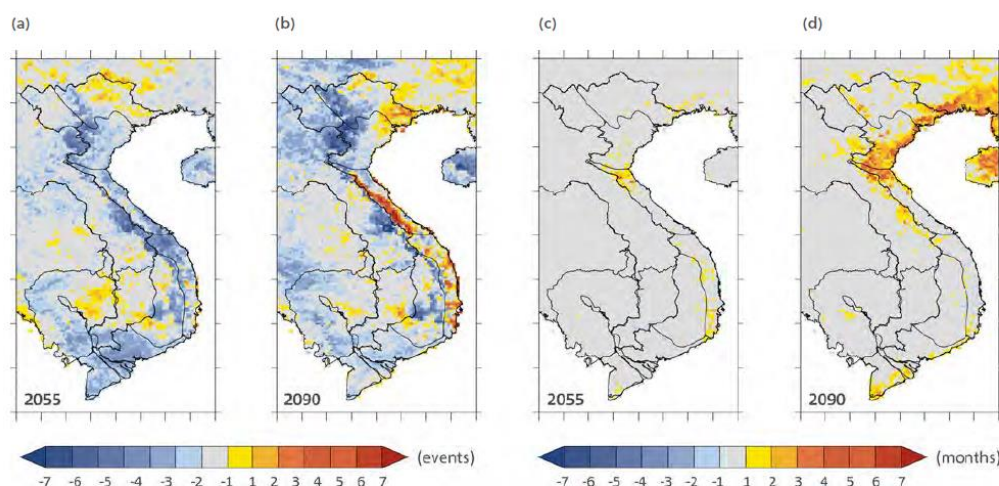 (a) (b) (c) (d)
2055 2090 2055 2090
(events) (months)
-7 -6 -5 -4 -3 -2 -1 1 2 3 4 5 6 7 -7 -6 -5 -4 -3 -2 -1 1 2 3 4 5 6 7